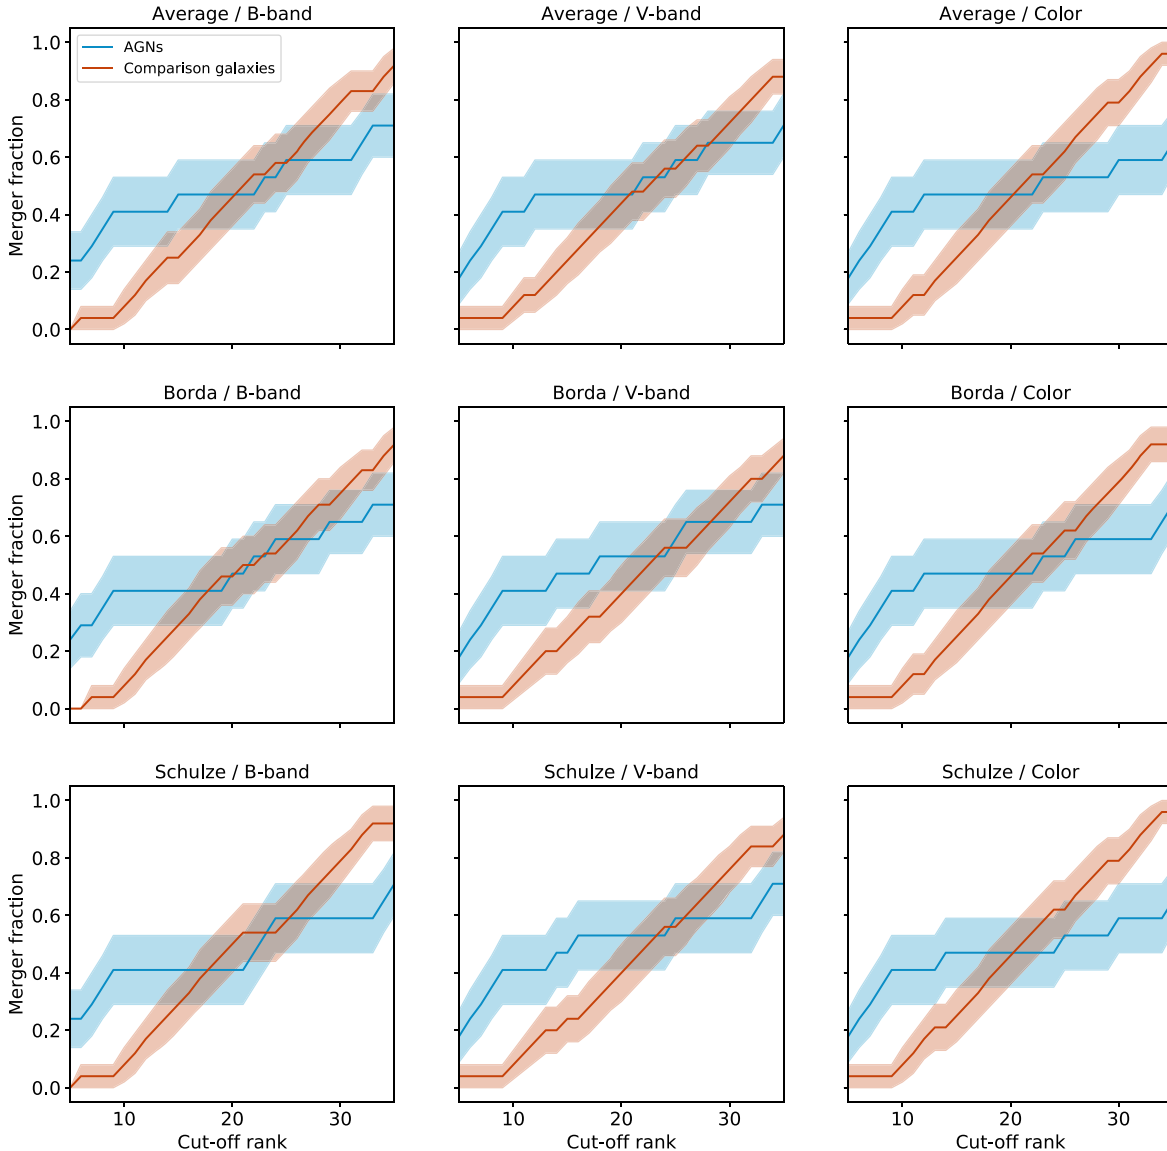 Average / B-band
Average / V-band
Average / Color
1.0
0.8
0.6
0.4
0.2
0.0
Merger fraction
AGNs
Comparison galaxies
Borda / B-band
Borda / V-band
Borda / Color
1.0
0.8
0.6
0.4
0.2
0.0
Merger fraction
Schulze / B-band
Schulze / V-band
Schulze / Color
1.0
0.8
0.6
0.4
0.2
0.0
Merger fraction
10 20 30
10 20 30
10 20 30
Cut-off rank
Cut-off rank
Cut-off rank